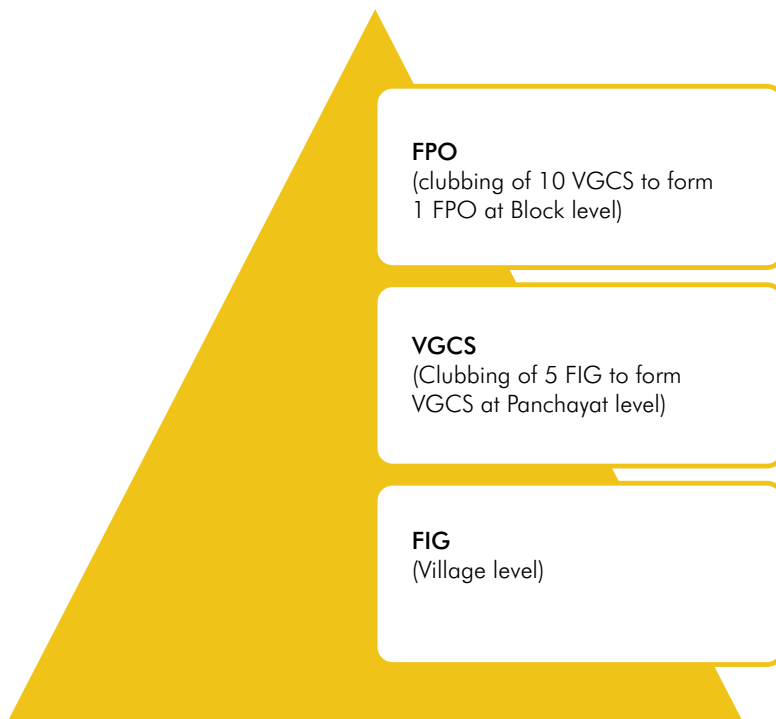 FPO
(clubbing of 10 VGCS to form
1 FPO at Block level)
VGCS
(Clubbing of 5 FIG to form
VGCS at Panchayat level)
FIG
(Village level)